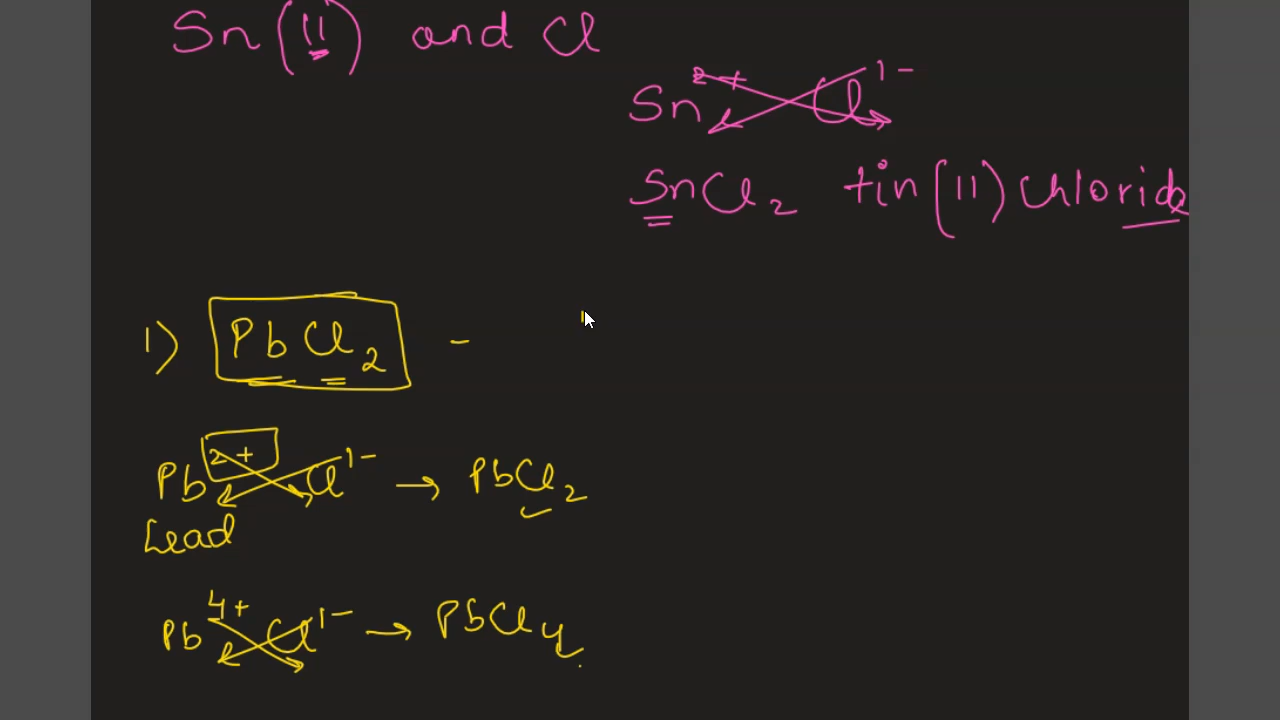 Sn(II) and Cl
Sn2+ Cl1-
SnCl2 tin(II) Chloride
1) PbCl2 -
Pb2+ Cl1- → PbCl2
Lead
Pb4+ Cl1- → PbCl4